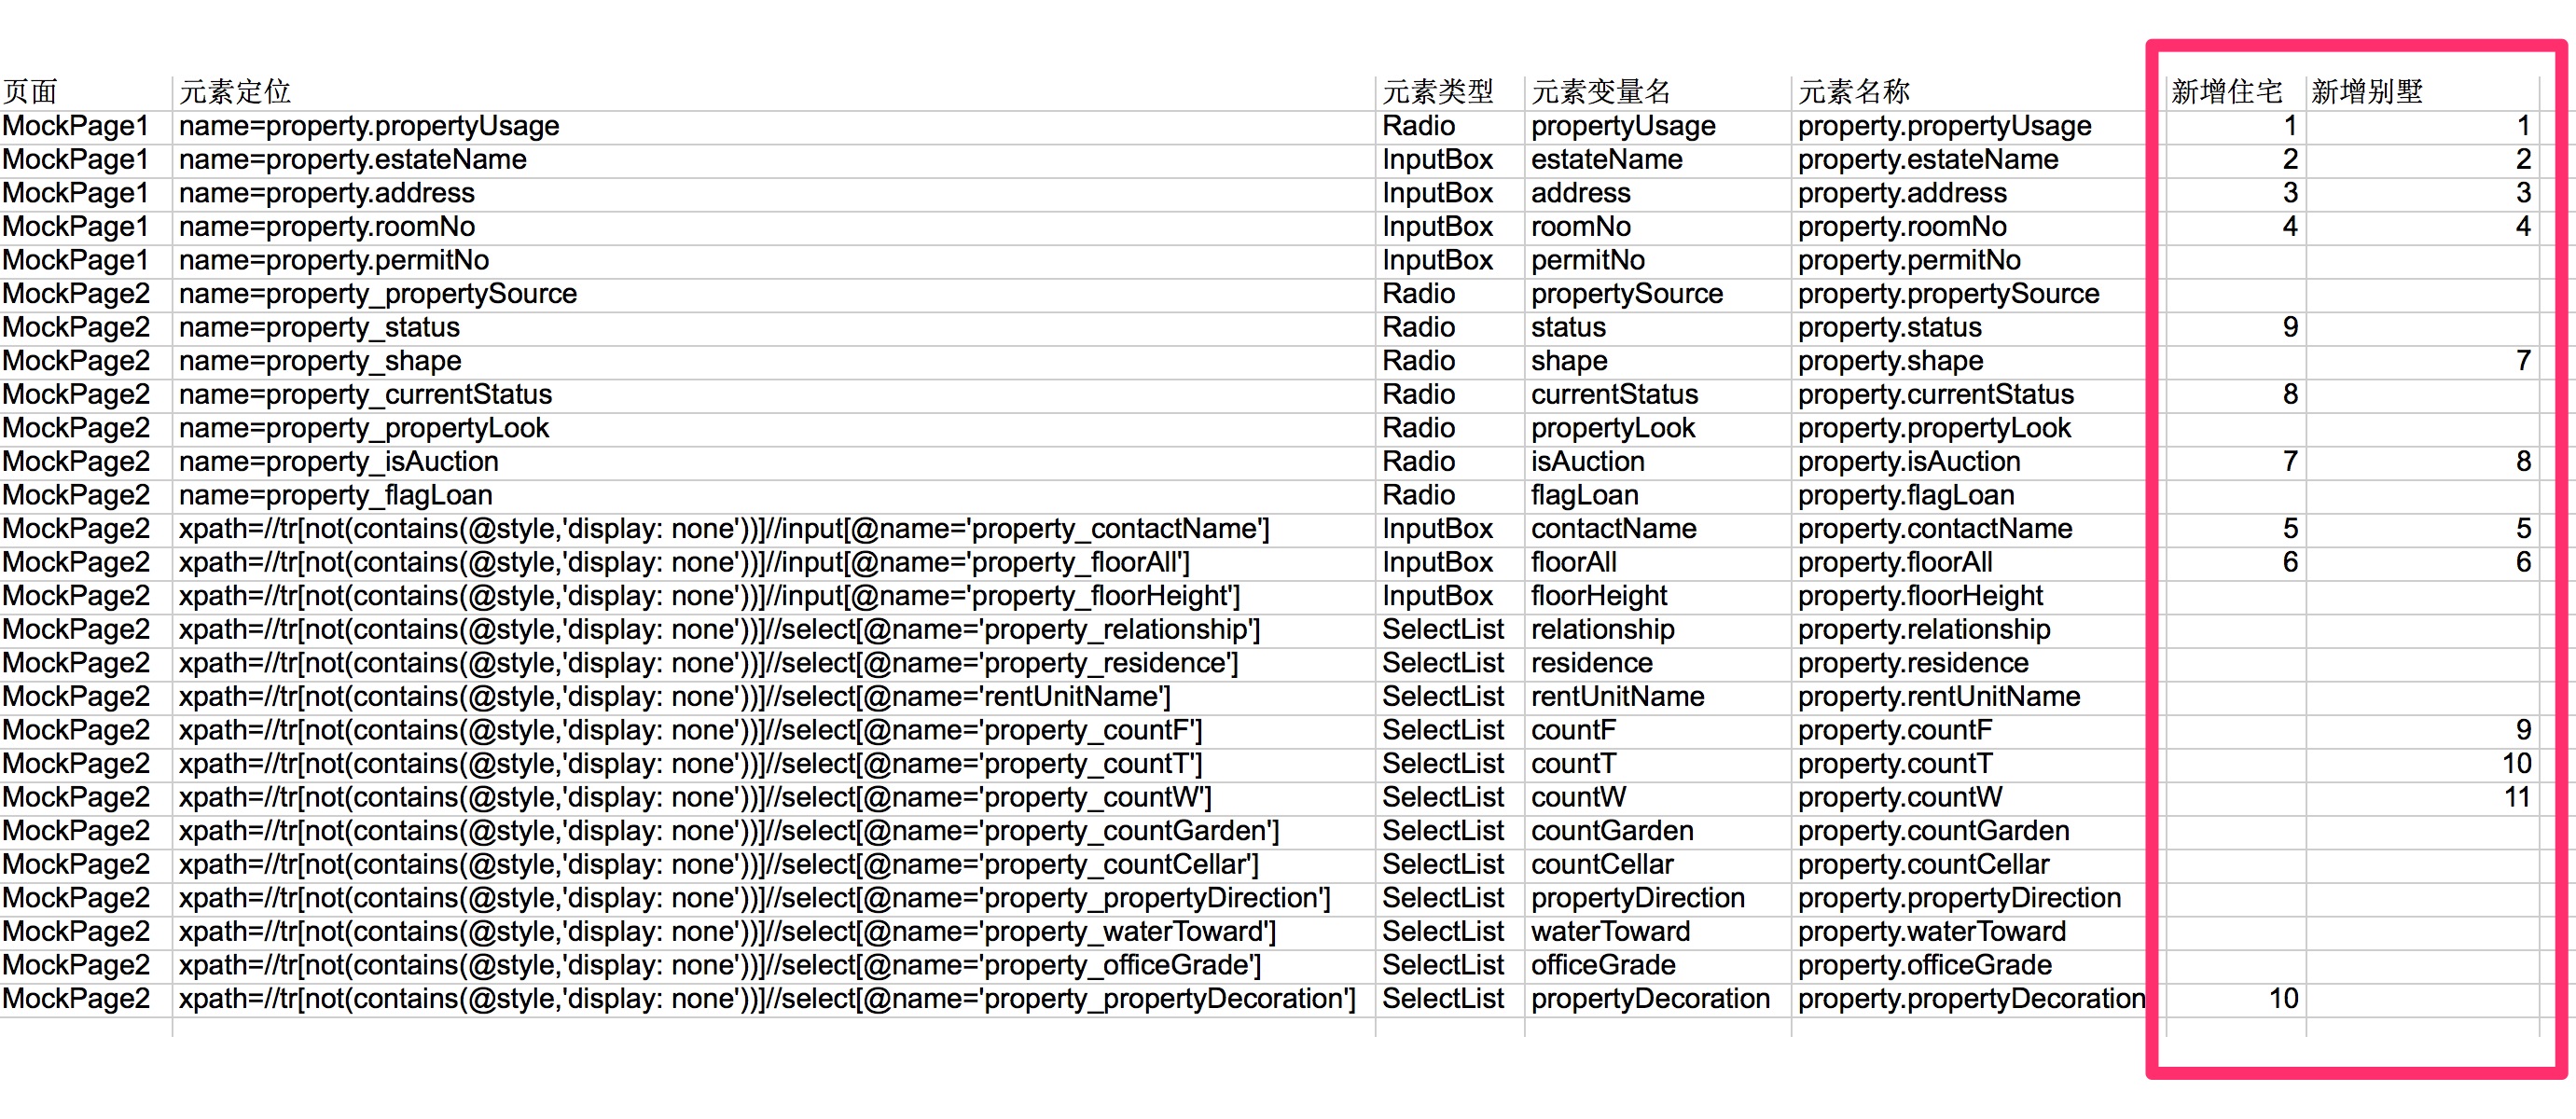 页面 元素定位 元素类型 元素变量名 元素名称 新增住宅 新增别墅
MockPage1 name=property.propertyUsage Radio propertyUsage property.propertyUsage 1 1
MockPage1 name=property.estateName InputBox estateName property.estateName 2 2
MockPage1 name=property.address InputBox address property.address 3 3
MockPage1 name=property.roomNo InputBox roomNo property.roomNo 4 4
MockPage1 name=property.permitNo InputBox permitNo property.permitNo
MockPage2 name=property_propertySource Radio propertySource property.propertySource
MockPage2 name=property_status Radio status property.status 9
MockPage2 name=property_shape Radio shape property.shape 7
MockPage2 name=property_currentStatus Radio currentStatus property.currentStatus 8
MockPage2 name=property_propertyLook Radio propertyLook property.propertyLook
MockPage2 name=property_isAuction Radio isAuction property.isAuction 7 8
MockPage2 name=property_flagLoan Radio flagLoan property.flagLoan
MockPage2 xpath=//tr[not(contains(@style,'display: none'))]//input[@name='property_contactName'] InputBox contactName property.contactName 5 5
MockPage2 xpath=//tr[not(contains(@style,'display: none'))]//input[@name='property_floorAll'] InputBox floorAll property.floorAll 6 6
MockPage2 xpath=//tr[not(contains(@style,'display: none'))]//input[@name='property_floorHeight'] InputBox floorHeight property.floorHeight
MockPage2 xpath=//tr[not(contains(@style,'display: none'))]//select[@name='property_relationship'] SelectList relationship property.relationship
MockPage2 xpath=//tr[not(contains(@style,'display: none'))]//select[@name='property_residence'] SelectList residence property.residence
MockPage2 xpath=//tr[not(contains(@style,'display: none'))]//select[@name='rentUnitName'] SelectList rentUnitName property.rentUnitName
MockPage2 xpath=//tr[not(contains(@style,'display: none'))]//select[@name='property_countF'] SelectList countF property.countF 9
MockPage2 xpath=//tr[not(contains(@style,'display: none'))]//select[@name='property_countT'] SelectList countT property.countT 10
MockPage2 xpath=//tr[not(contains(@style,'display: none'))]//select[@name='property_countW'] SelectList countW property.countW 11
MockPage2 xpath=//tr[not(contains(@style,'display: none'))]//select[@name='property_countGarden'] SelectList countGarden property.countGarden
MockPage2 xpath=//tr[not(contains(@style,'display: none'))]//select[@name='property_countCellar'] SelectList countCellar property.countCellar
MockPage2 xpath=//tr[not(contains(@style,'display: none'))]//select[@name='property_propertyDirection'] SelectList propertyDirection property.propertyDirection
MockPage2 xpath=//tr[not(contains(@style,'display: none'))]//select[@name='property_waterToward'] SelectList waterToward property.waterToward
MockPage2 xpath=//tr[not(contains(@style,'display: none'))]//select[@name='property_officeGrade'] SelectList officeGrade property.officeGrade
MockPage2 xpath=//tr[not(contains(@style,'display: none'))]//select[@name='property_propertyDecoration'] SelectList propertyDecoration property.propertyDecoration 10